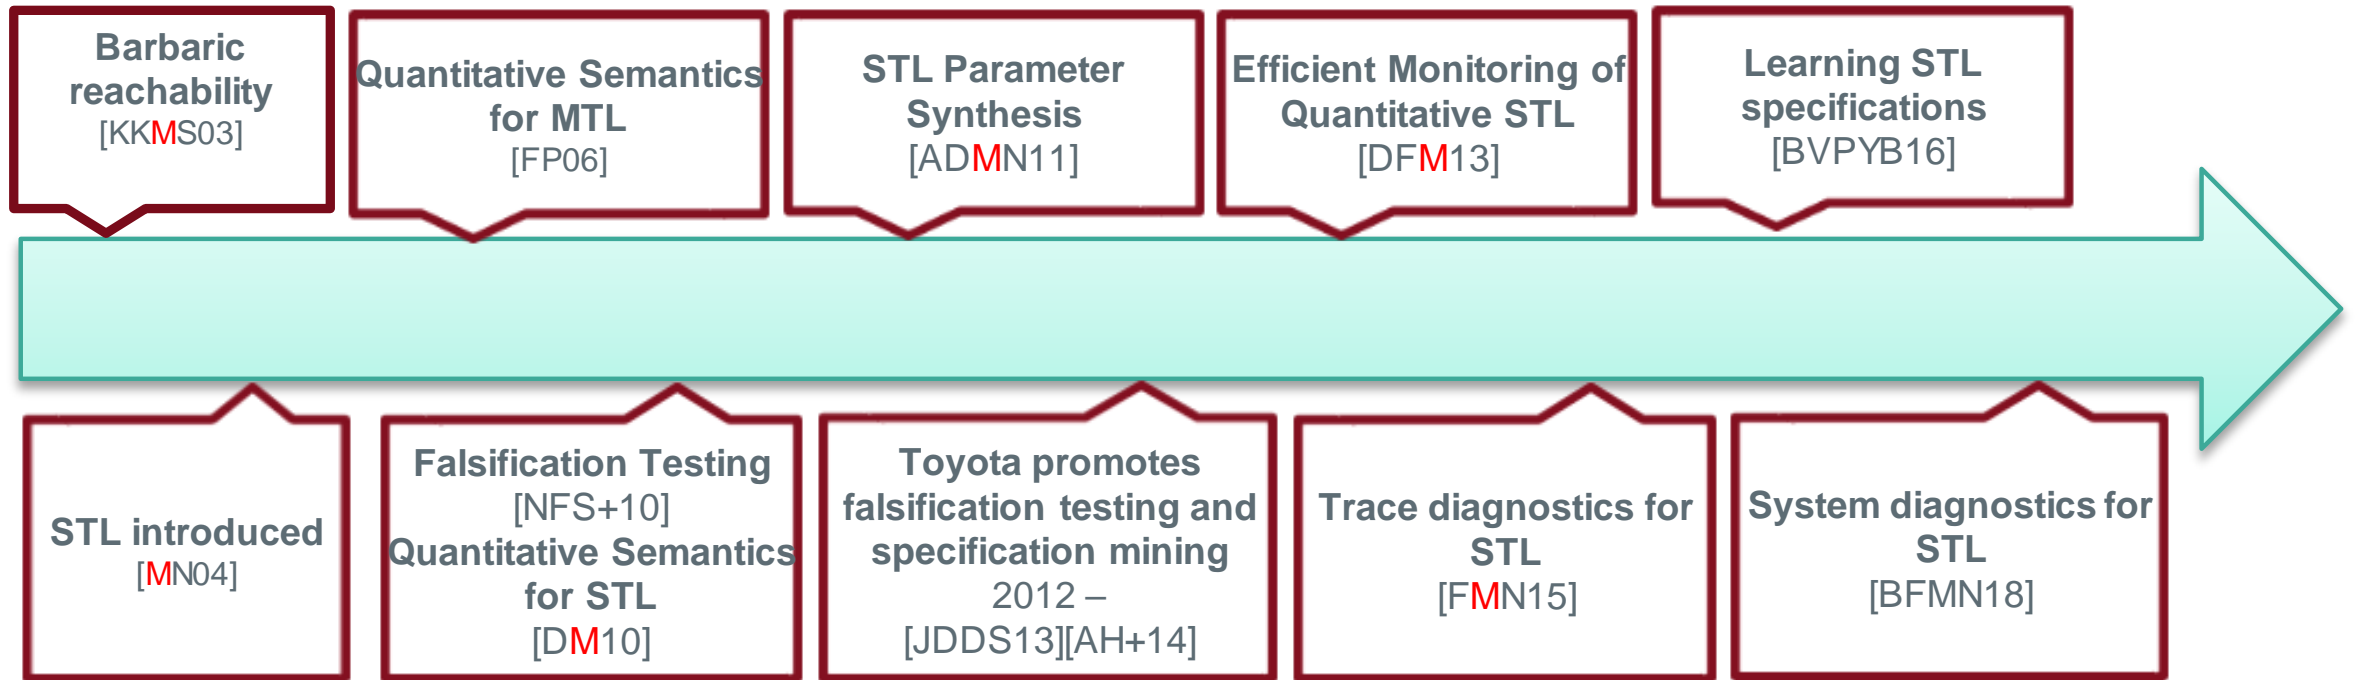 Barbaric
reachability
[KKMS03]
Quantitative Semantics
for MTL
[FP06]
STL Parameter
Synthesis
[ADMN11]
Efficient Monitoring of
Quantitative STL
[DFM13]
Learning STL
specifications
[BVPYB16]
STL introduced
[MN04]
Falsification Testing
[NFS+10]
Quantitative Semantics
for STL
[DM10]
Toyota promotes
falsification testing and
specification mining
2012 –
[JDDS13][AH+14]
Trace diagnostics for
STL
[FMN15]
System diagnostics for
STL
[BFMN18]